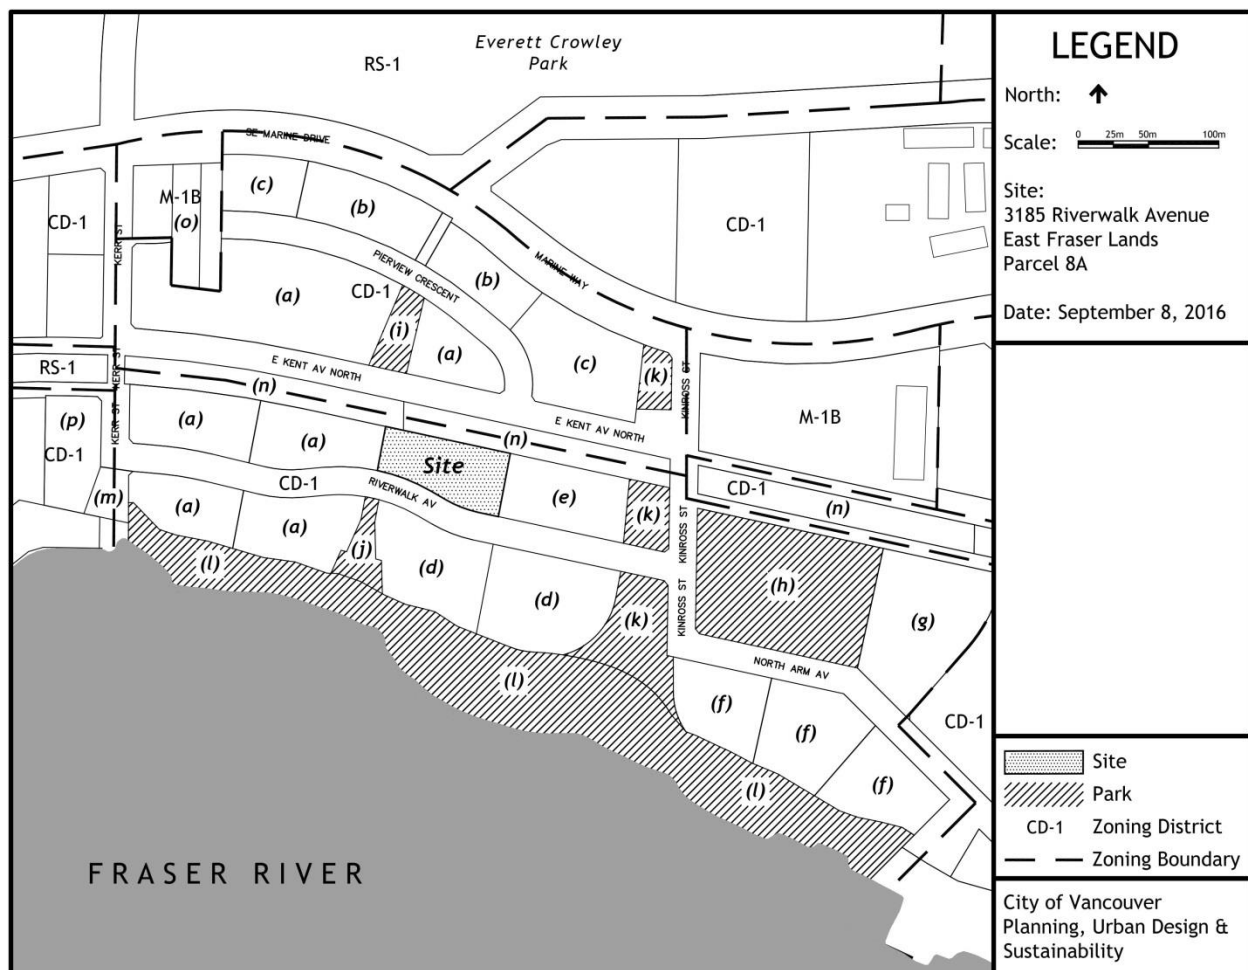 Everett Crowley
Park
RS-1
SE MARINE DRIVE
M-1B
(o)
(c)
(b)
CD-1
KERR ST
CD-1
PIERVIEW CRESCENT
MARINE WAY
(b)
(a)
CD-1
(i)
(a)
(c)
(k)
KINROSS ST
M-1B
E KENT AV NORTH
RS-1
KERR ST
(n)
(p)
CD-1
KERR ST
(a)
(a)
E KENT AV NORTH
(n)
Site
(e)
(k)
CD-1
(n)
CD-1
RIVERWALK AV
(m)
(a)
(a)
(j)
(d)
(d)
(k)
KINROSS ST
KINROSS ST
(h)
(g)
(l)
(l)
NORTH ARM AV
(f)
(f)
(f)
CD-1
(l)
FRASER RIVER
LEGEND
North:
Scale:
0 25m 50m 100m
Site:
3185 Riverwalk Avenue
East Fraser Lands
Parcel 8A
Date: September 8, 2016
Site
Park
CD-1 Zoning District
Zoning Boundary
City of Vancouver
Planning, Urban Design &
Sustainability